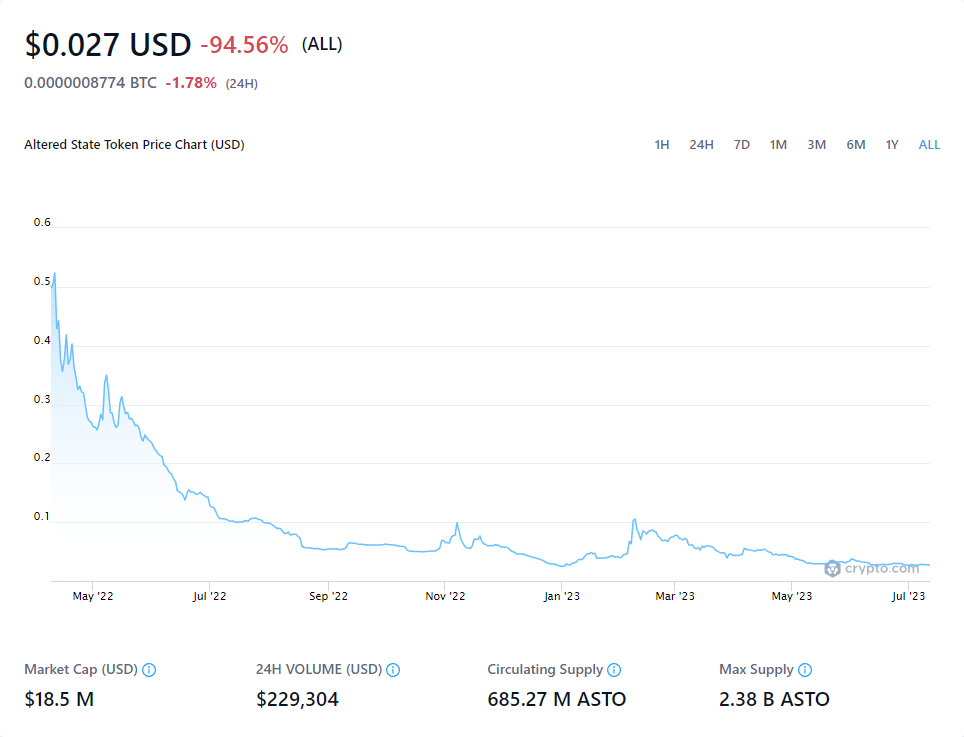 $0.027 USD -94.56% (ALL)
0.0000008774 BTC -1.78% (24H)
Altered State Token Price Chart (USD) 1H 24H 7D 1M 3M 6M 1Y ALL
0.6
0.5
0.4
0.3
0.2
0.1
crypto.com
May '22 Jul '22 Sep '22 Nov '22 Jan '23 Mar '23 May '23 Jul '23
Market Cap (USD) 24H VOLUME (USD) Circulating Supply Max Supply
$18.5 M $229,304 685.27 M ASTO 2.38 B ASTO